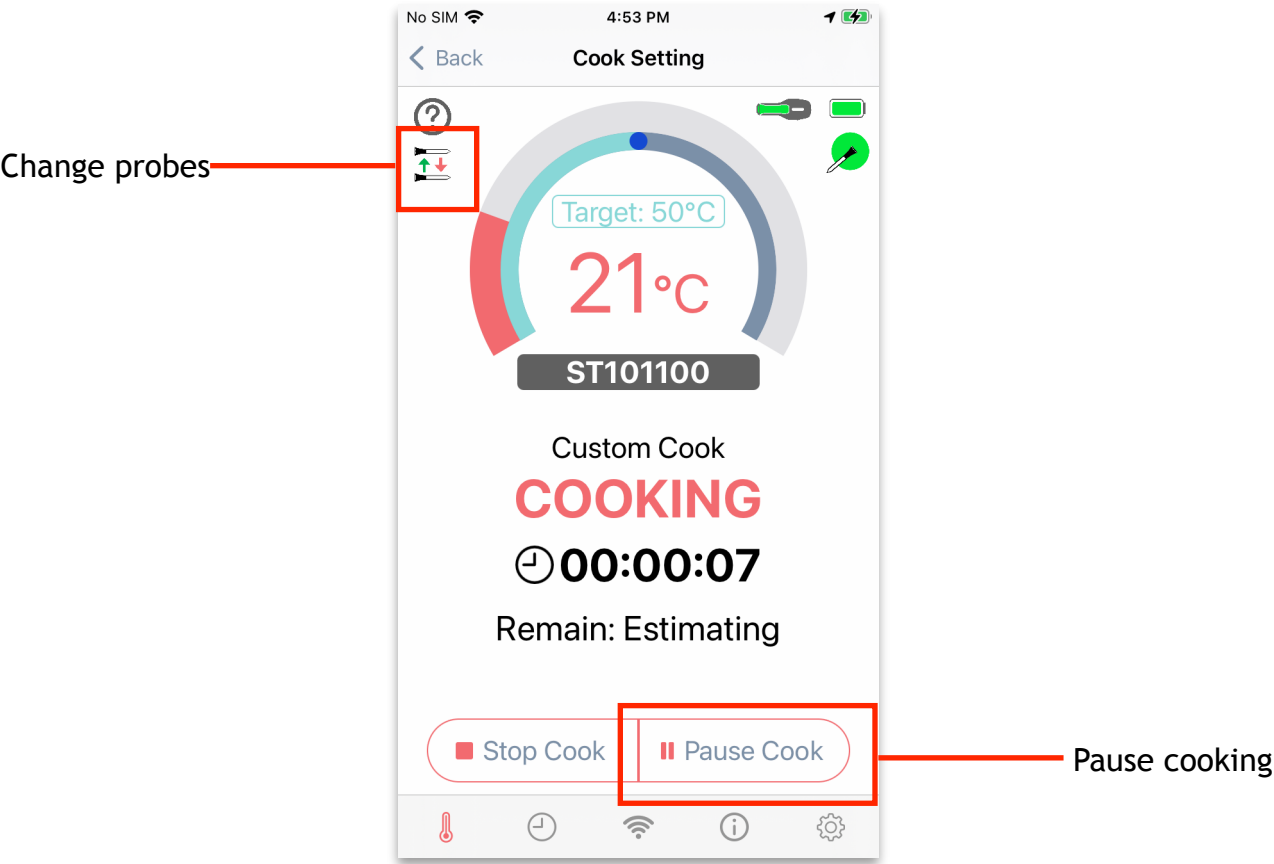 No SIM 4:53 PM
Back Cook Setting
?
Change probes
Target: 50°C
21°C
ST101100
Custom Cook
COOKING
00:00:07
Remain: Estimating
Stop Cook Pause Cook
Pause cooking